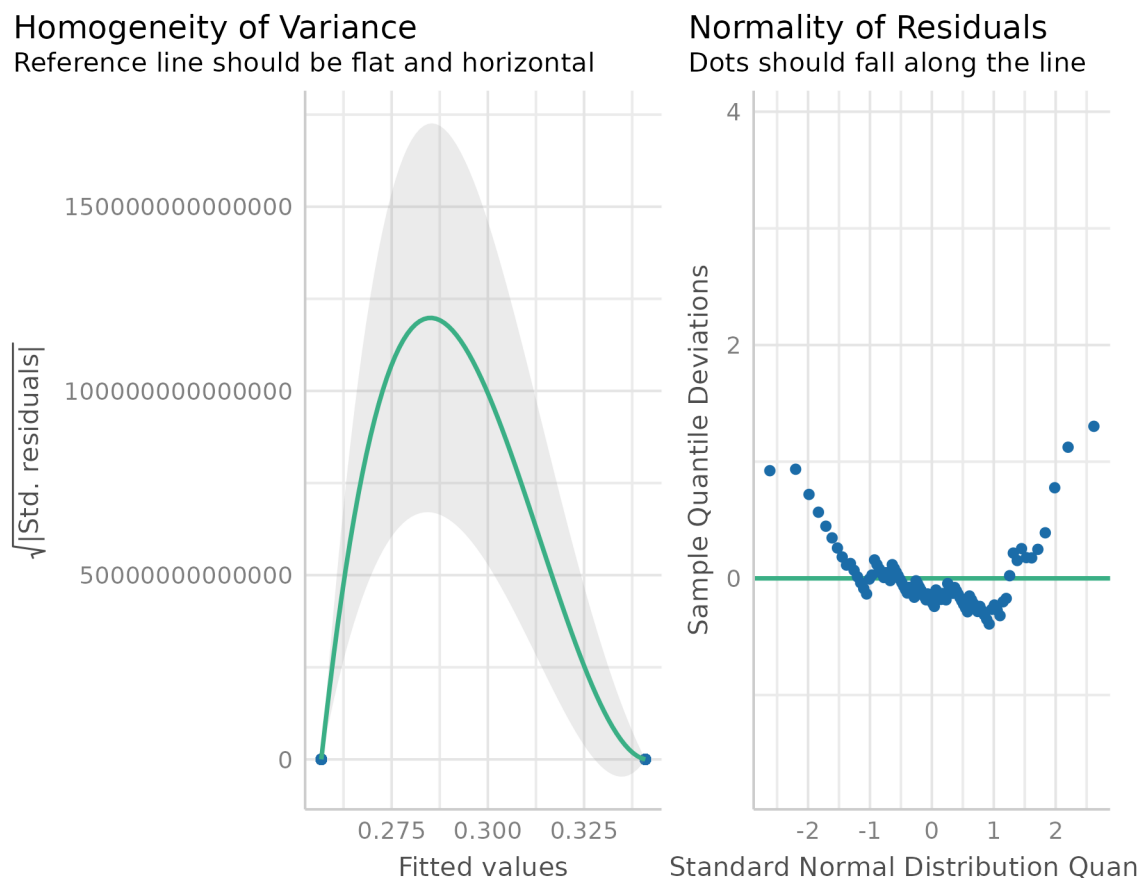 Homogeneity of Variance
Reference line should be flat and horizontal
√|Std. residuals|
150000000000000
100000000000000
50000000000000
0
0.275 0.300 0.325
Fitted values
Normality of Residuals
Dots should fall along the line
Sample Quantile Deviations
4
2
0
-2 -1 0 1 2
Standard Normal Distribution Quan